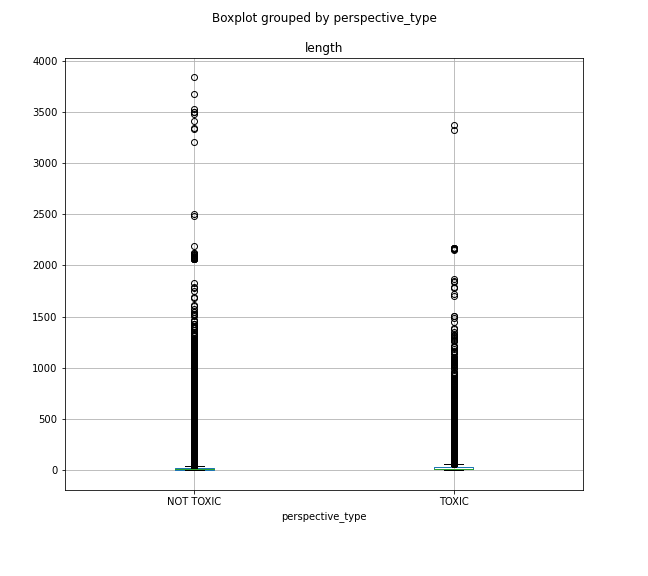 Boxplot grouped by perspective_type
length
4000
3500
3000
2500
2000
1500
1000
500
0
NOT TOXIC TOXIC
perspective_type